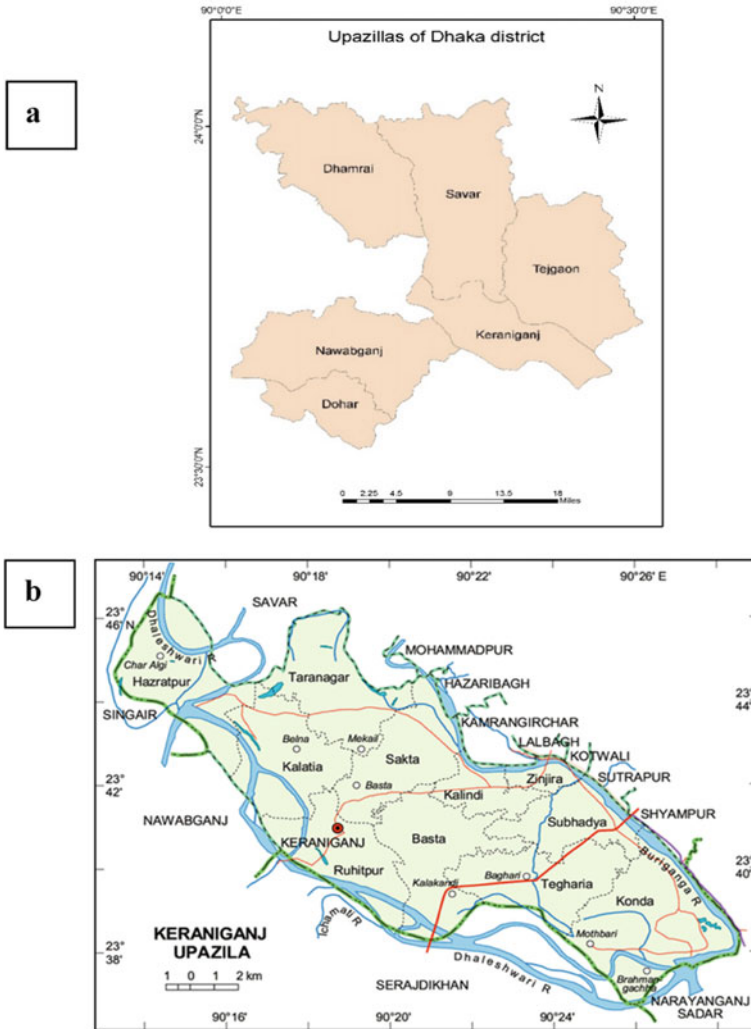 a
90°0'0"E
90°30'0"E
Upazillas of Dhaka district
N
24°0'0"N
Dhamrai
Savar
Tejgaon
Keraniganj
Nawabganj
Dohar
23°30'0"N
0 2.25 4.5 9 13.5 18
Miles
b
90°14'
90°18'
90°22'
90°26' E
23°
46' N
SAVAR
Dhaleshwari R
Char Algi
Hazratpur
MOHAMMADPUR
Taranagar
HAZARIBAGH
23°
44'
SINGAIR
KAMRANGIRCHAR
LALBAGH
KOTWALI
Belna
Mekail
Sakta
Kalatia
Zinjira
SUTRAPUR
23°
42'
Basta
Kalindi
NAWABGANJ
SHYAMPUR
Subhadya
KERANIGANJ
Basta
Buriganga R
23°
40'
Ruhitpur
Baghari
Tegharia
Kalakandi
Konda
Ichamati R
KERANIGANJ
UPAZILA
Mothbari
23°
38'
1 0 1 2 km
Dhaleshwari R
Brahman-
gachha
SERAJDIKHAN
NARAYANGANJ
SADAR
90°16'
90°20'
90°24'